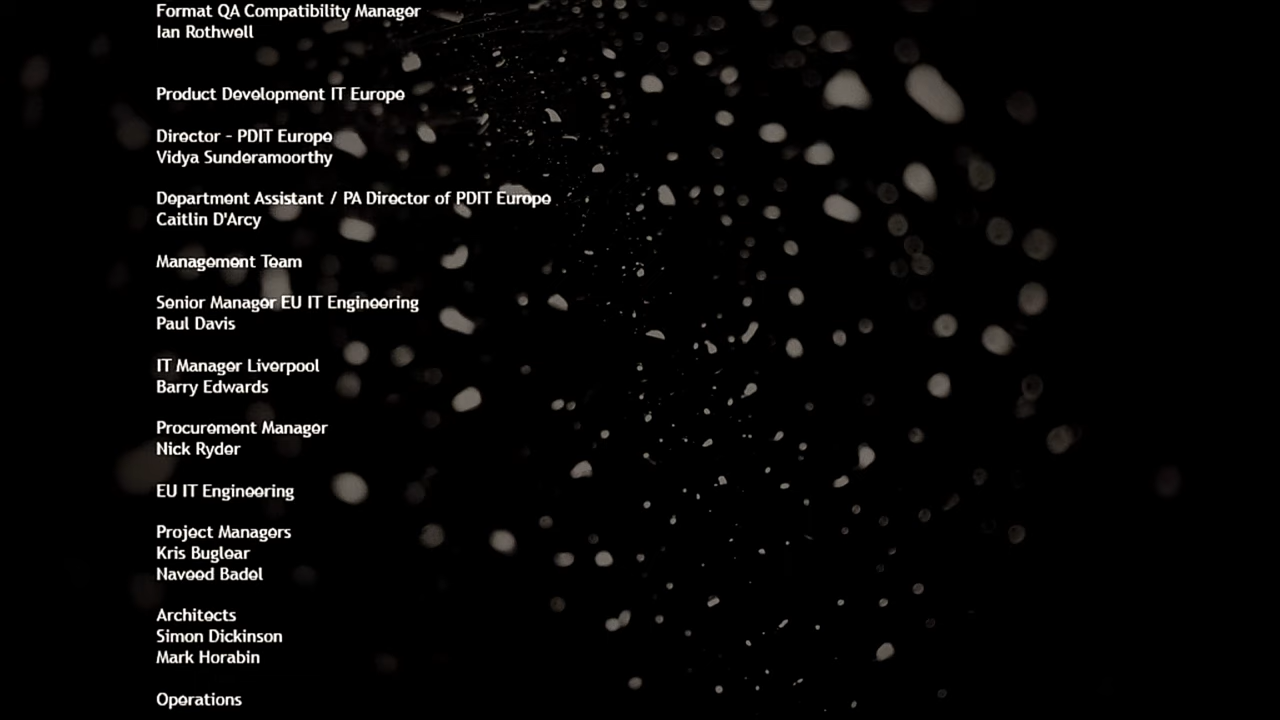 Format QA Compatibility Manager
Ian Rothwell
Product Development IT Europe
Director - PDIT Europe
Vidya Sunderamoorthy
Department Assistant / PA Director of PDIT Europe
Caitlin D'Arcy
Management Team
Senior Manager EU IT Engineering
Paul Davis
IT Manager Liverpool
Barry Edwards
Procurement Manager
Nick Ryder
EU IT Engineering
Project Managers
Kris Buglear
Naveed Badel
Architects
Simon Dickinson
Mark Horabin
Operations